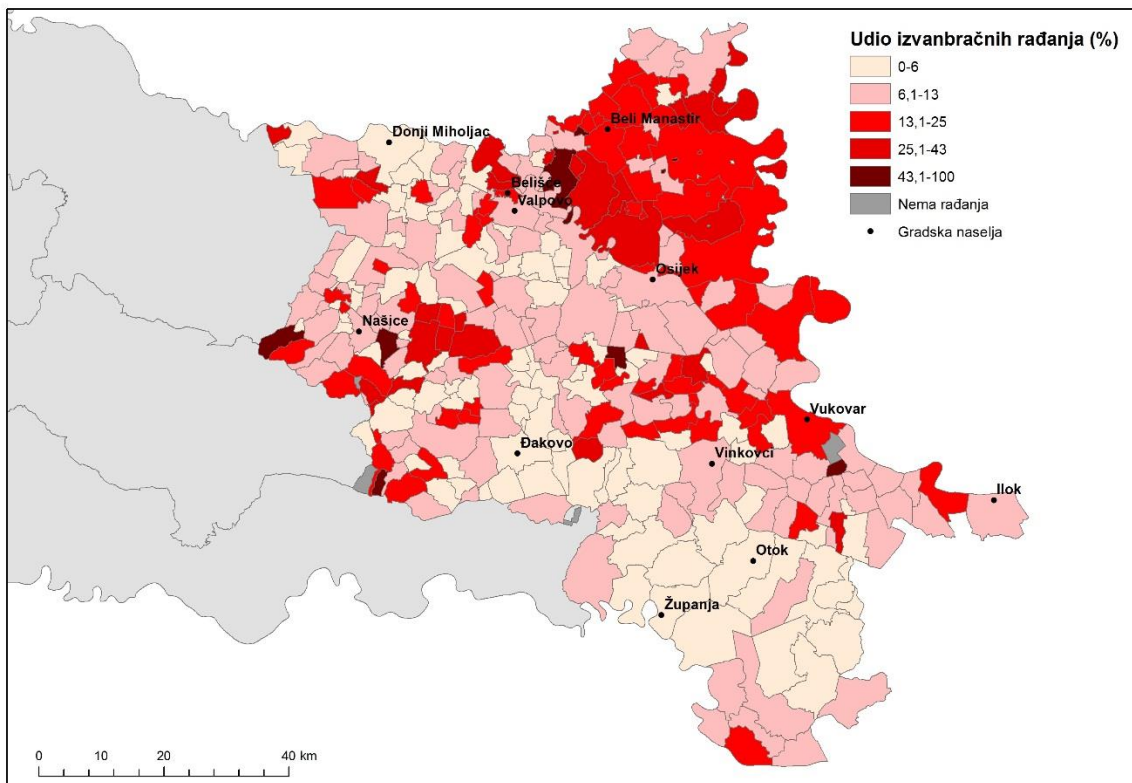 Udio izvanbračnih rađanja (%)
0-6
6,1-13
13,1-25
25,1-43
43,1-100
Nema rađanja
Gradska naselja
Beli Manastir
Donji Miholjac
Belišće
Valpovo
Osijek
Našice
Vukovar
Đakovo
Vinkovci
Ilok
Otok
Županja
0 10 20 40 km